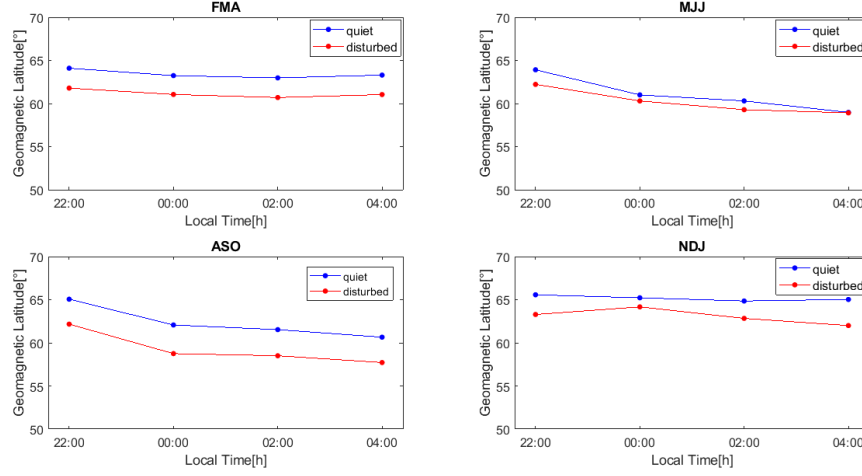 FMA
70
65
60
55
50
Geomagnetic Latitude[°]
quiet
disturbed
22:00
00:00
02:00
04:00
Local Time[h]
MJJ
70
65
60
55
50
Geomagnetic Latitude[°]
quiet
disturbed
22:00
00:00
02:00
04:00
Local Time[h]
ASO
70
65
60
55
50
Geomagnetic Latitude[°]
quiet
disturbed
22:00
00:00
02:00
04:00
Local Time[h]
NDJ
70
65
60
55
50
Geomagnetic Latitude[°]
quiet
disturbed
22:00
00:00
02:00
04:00
Local Time[h]